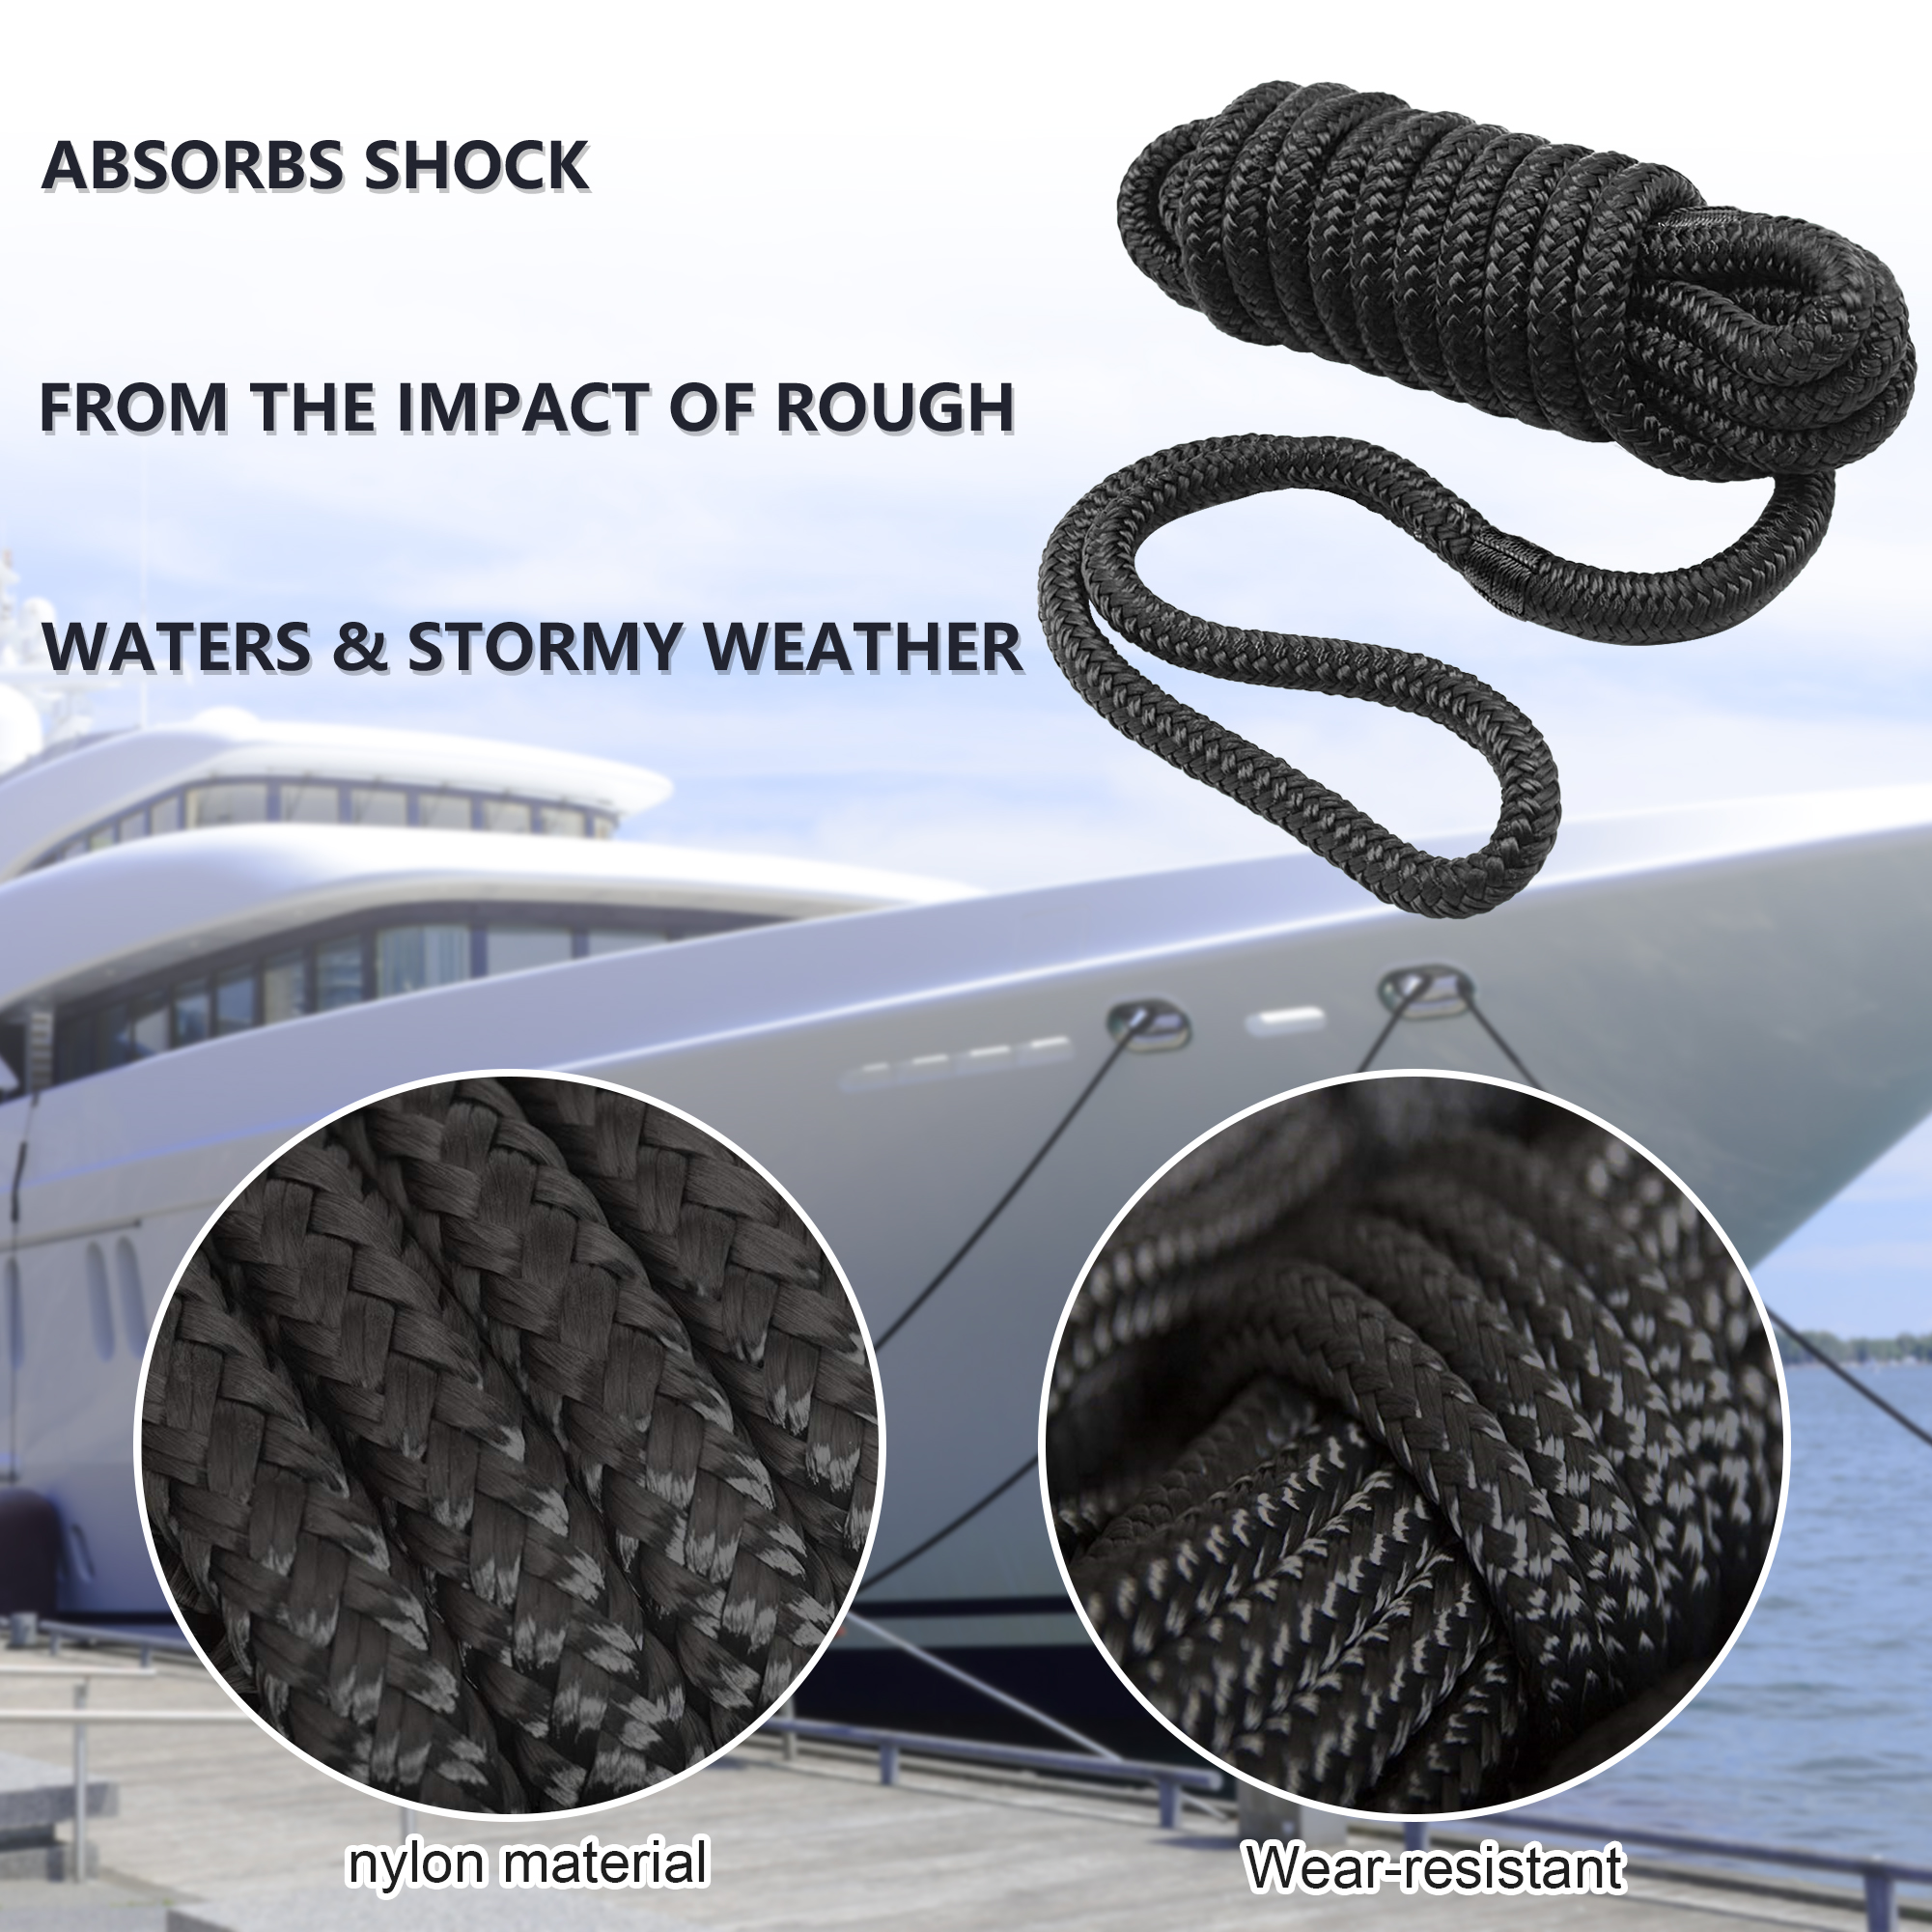 ABSORBS SHOCK
FROM THE IMPACT OF ROUGH
WATERS & STORMY WEATHER
nylon material
Wear-resistant